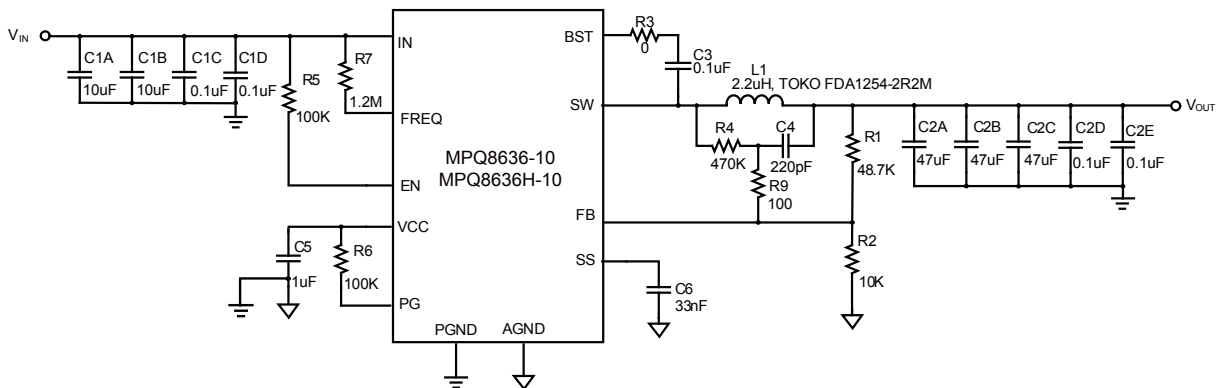 VIN
C1A
10uF
C1B
10uF
C1C
0.1uF
C1D
0.1uF
R5
100K
R7
1.2M
IN
FREQ
EN
VCC
PG
C5
1uF
R6
100K
MPQ8636-10
MPQ8636H-10
PGND
AGND
BST
SW
FB
SS
R3
0
C3
0.1uF
L1
2.2uH, TOKO FDA1254-2R2M
R4
470K
C4
220pF
R9
100
R1
48.7K
R2
10K
C6
33nF
C2A
47uF
C2B
47uF
C2C
47uF
C2D
0.1uF
C2E
0.1uF
VOUT